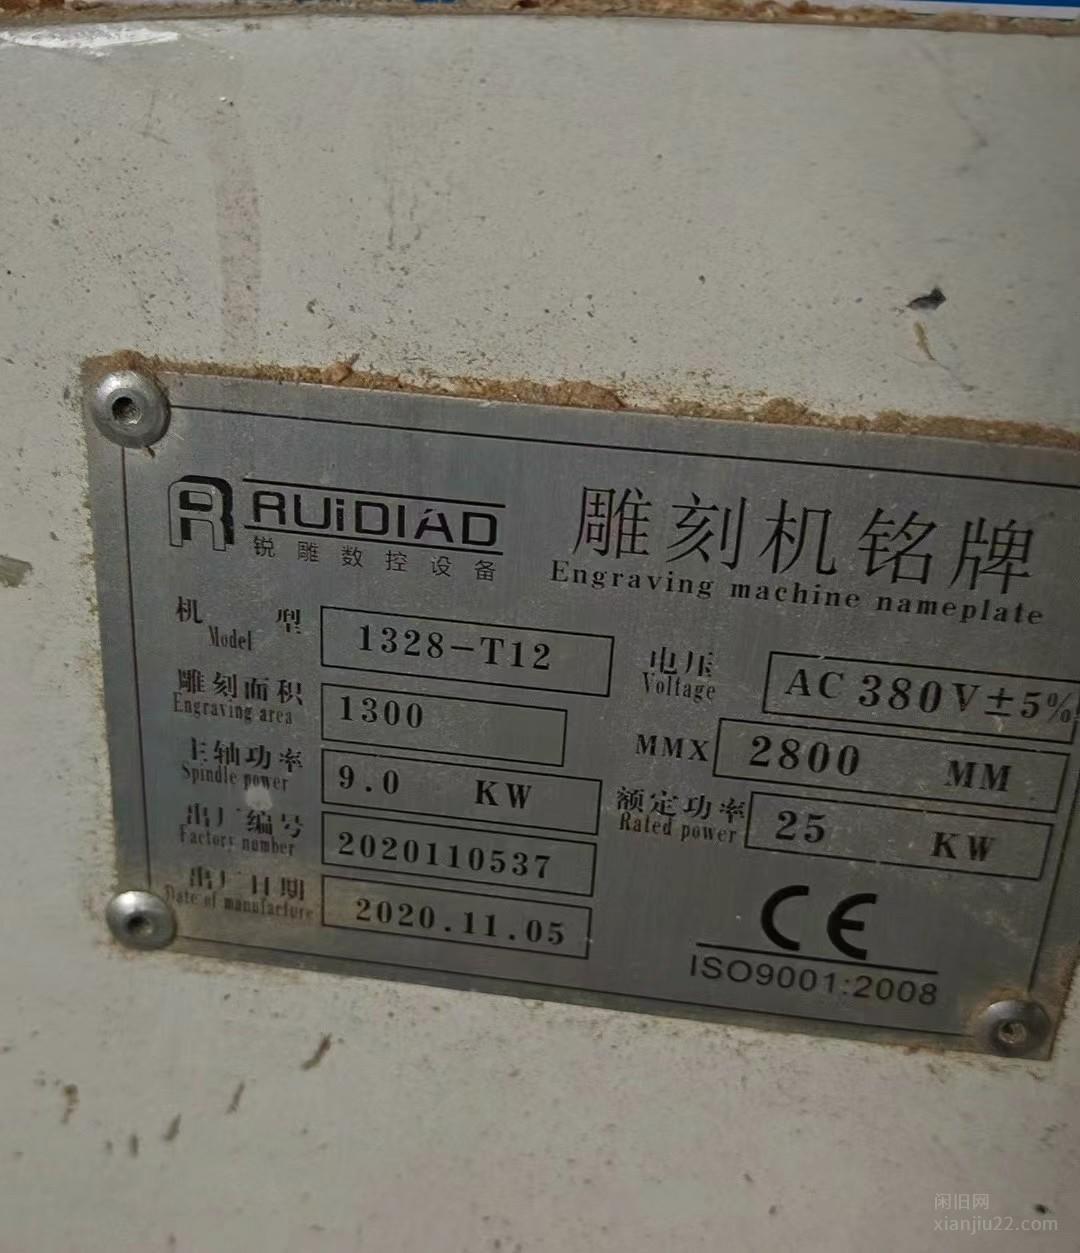 RUiDIAD
锐雕数控设备
雕刻机铭牌
Engraving machine nameplate
机型 1328-T12
Model
电压 AC 380V±5%
Voltage
雕刻面积 1300 MMX 2800 MM
Engraving area
主轴功率 9.0 KW
Spindle power
额定功率 25 KW
Rated power
出厂编号 2020110537
Factory number
出厂日期 2020.11.05
Date of manufacture
CE
ISO9001:2008
闲旧网
xianjiu22.com